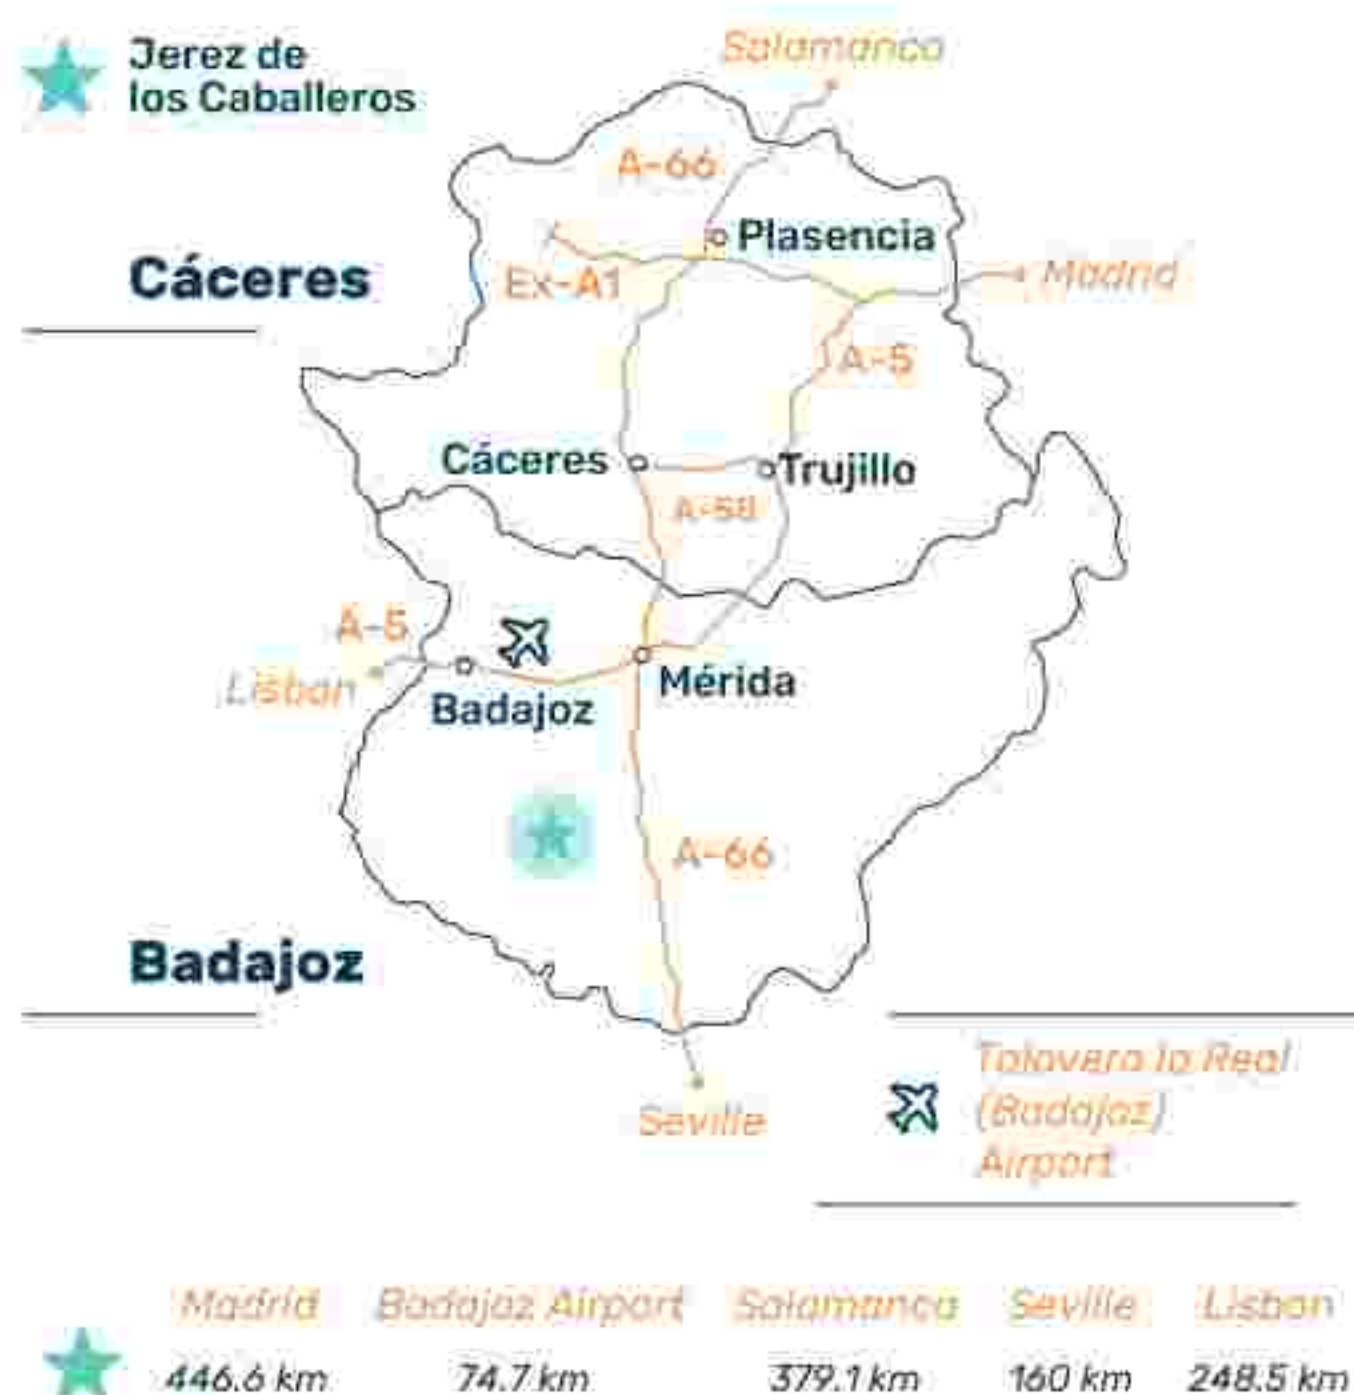 Jerez de
los Caballeros
Salamanca
A-66
Plasencia
Cáceres
Ex-A1
Madrid
A-5
Cáceres
Trujillo
A-58
A-5
Lisbon
Badajoz
Mérida
A-66
Badajoz
Seville
Talavera la Real
(Badajoz)
Airport
Madrid Badajoz Airport Salamanca Seville Lisbon
446.6 km 74.7 km 379.1 km 160 km 248.5 km